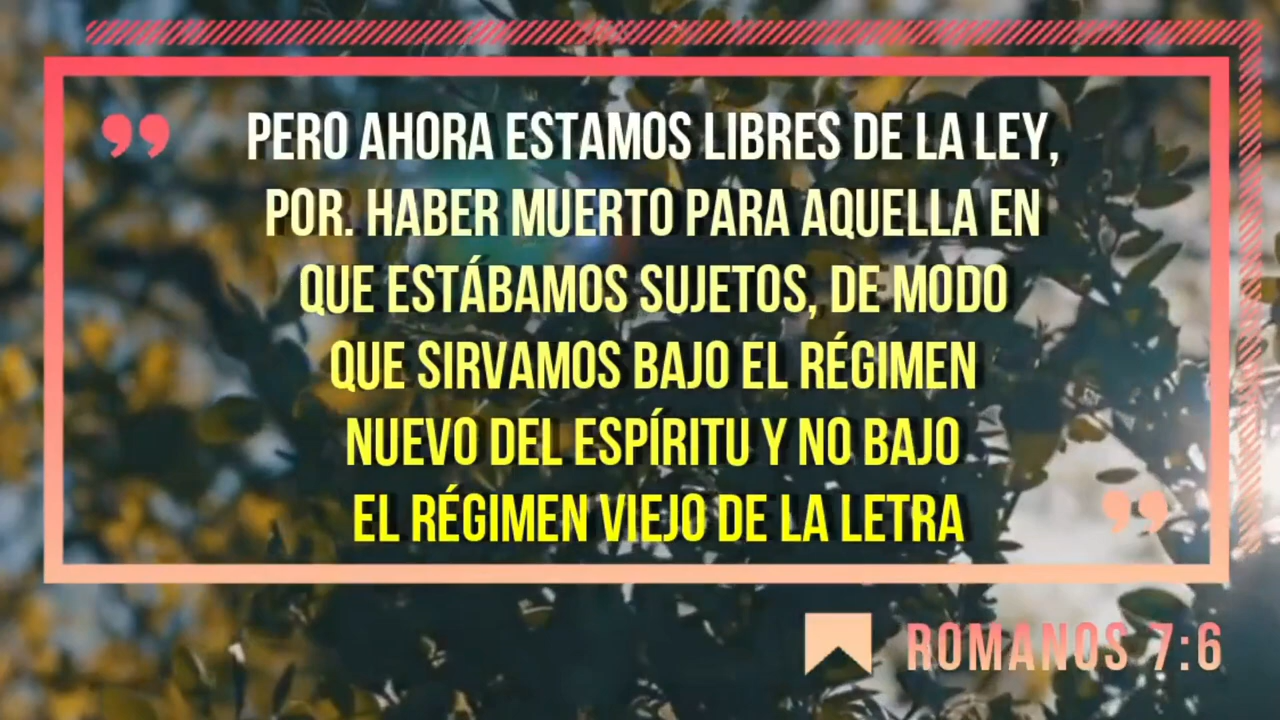 PERO AHORA ESTAMOS LIBRES DE LA LEY,
POR. HABER MUERTO PARA AQUELLA EN
QUE ESTÁBAMOS SUJETOS, DE MODO
QUE SIRVAMOS BAJO EL RÉGIMEN
NUEVO DEL ESPÍRITU Y NO BAJO
EL RÉGIMEN VIEJO DE LA LETRA
ROMANOS 7:6